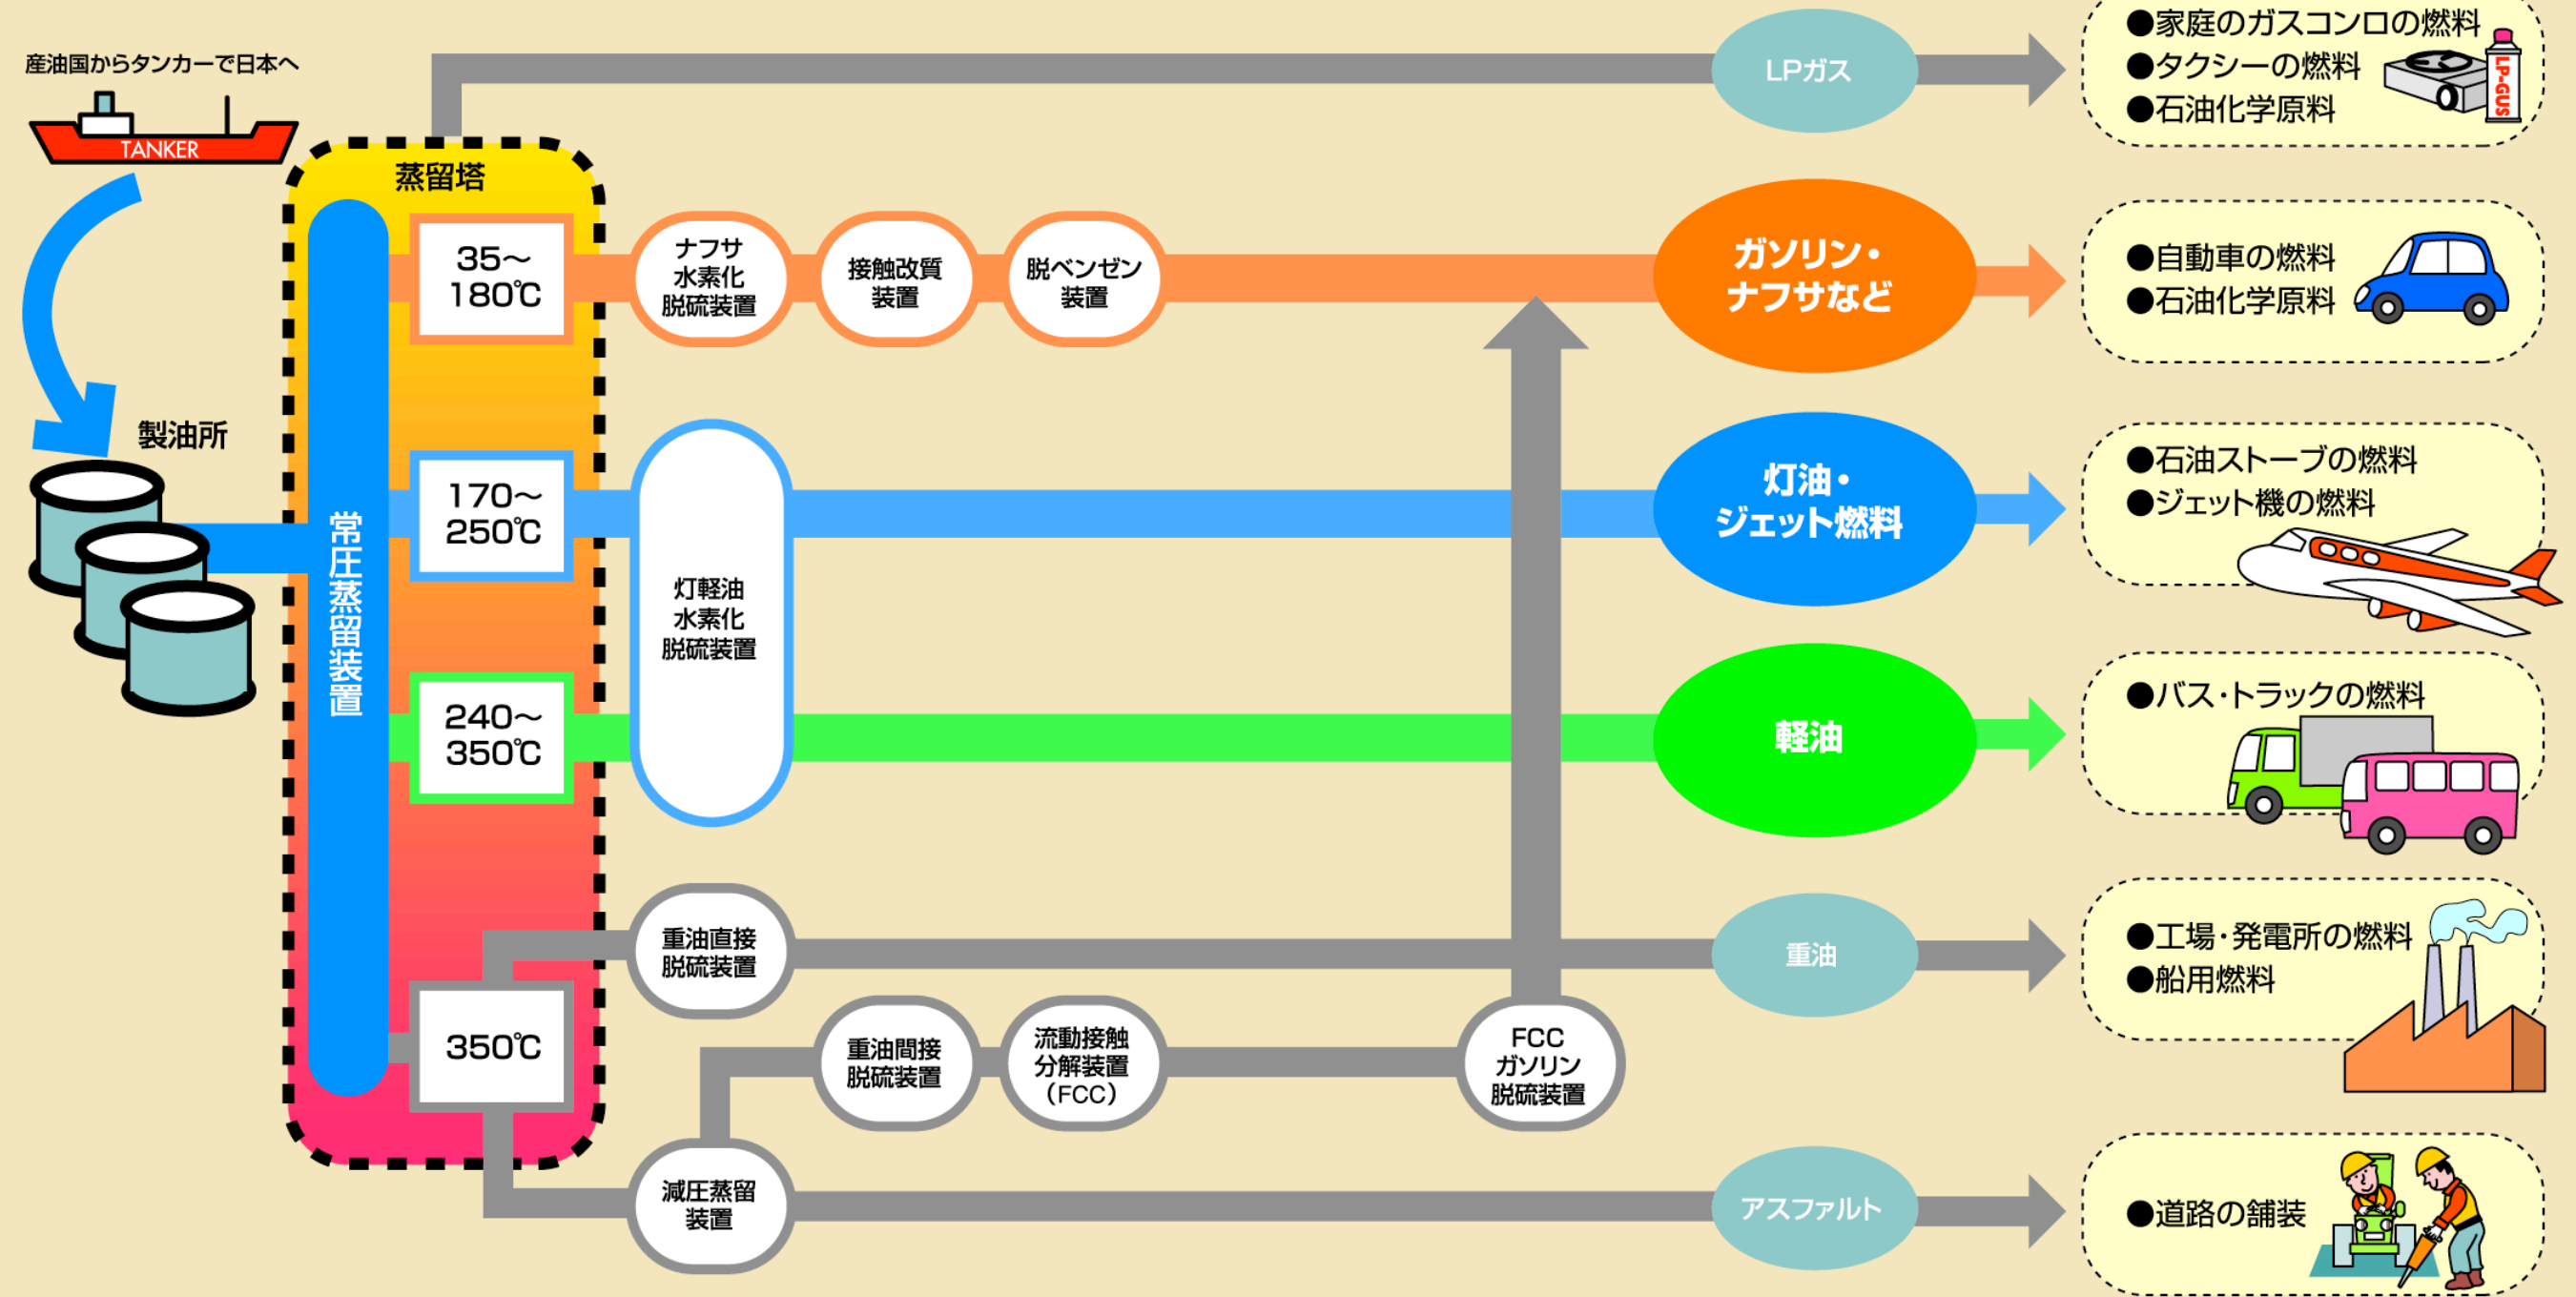 産油国からタンカーで日本へ
TANKER
製油所
蒸留塔
常圧蒸留装置
35～
180℃
ナフサ
水素化
脱硫装置
接触改質
装置
脱ベンゼン
装置
170～
250℃
240～
350℃
灯軽油
水素化
脱硫装置
350℃
重油直接
脱硫装置
重油間接
脱硫装置
流動接触
分解装置
（FCC）
FCC
ガソリン
脱硫装置
減圧蒸留
装置
LPガス
●家庭のガスコンロの燃料
●タクシーの燃料
●石油化学原料
LP-GUS
ガソリン・
ナフサなど
●自動車の燃料
●石油化学原料
灯油・
ジェット燃料
●石油ストーブの燃料
●ジェット機の燃料
軽油
●バス・トラックの燃料
重油
●工場・発電所の燃料
●船用燃料
アスファルト
●道路の舗装